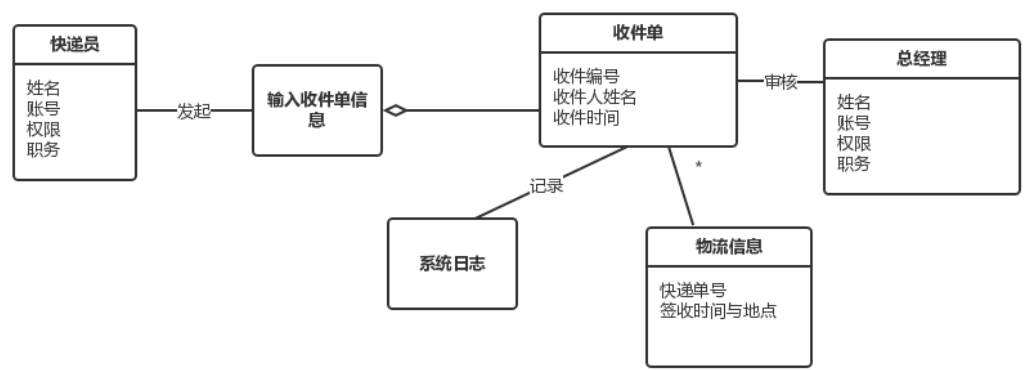 快递员
姓名
账号
权限
职务
发起
输入收件单信
息
收件单
收件编号
收件人姓名
收件时间
审核
总经理
姓名
账号
权限
职务
记录
*
系统日志
物流信息
快递单号
签收时间与地点